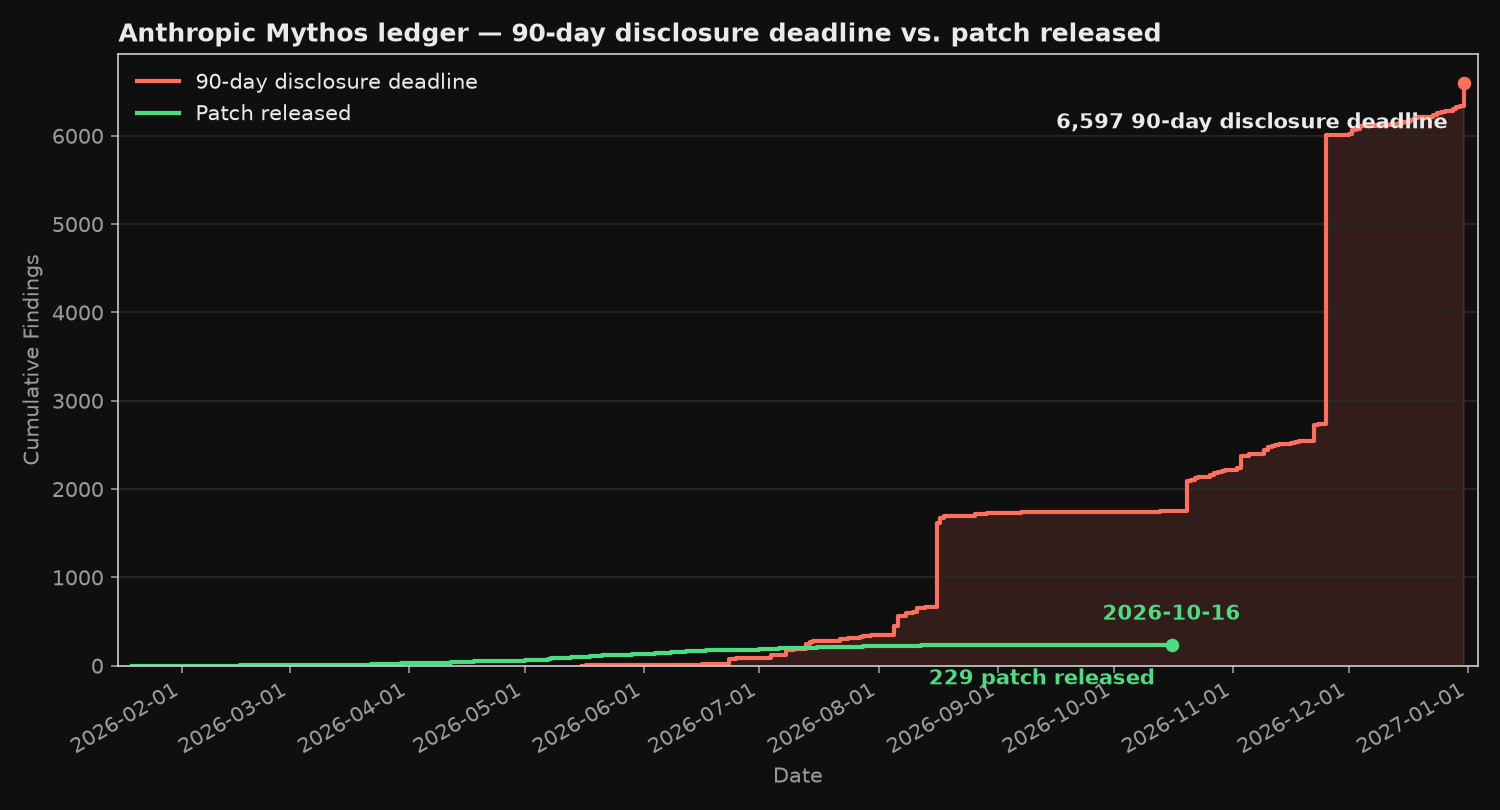 Anthropic Mythos ledger — 90-day disclosure deadline vs. patch released
90-day disclosure deadline
Patch released
6,597 90-day disclosure deadline
6000
5000
4000
3000
2000
1000
0
Cumulative Findings
2026-10-16
229 patch released
2026-02-01
2026-03-01
2026-04-01
2026-05-01
2026-06-01
2026-07-01
2026-08-01
2026-09-01
2026-10-01
2026-11-01
2026-12-01
2027-01-01
Date